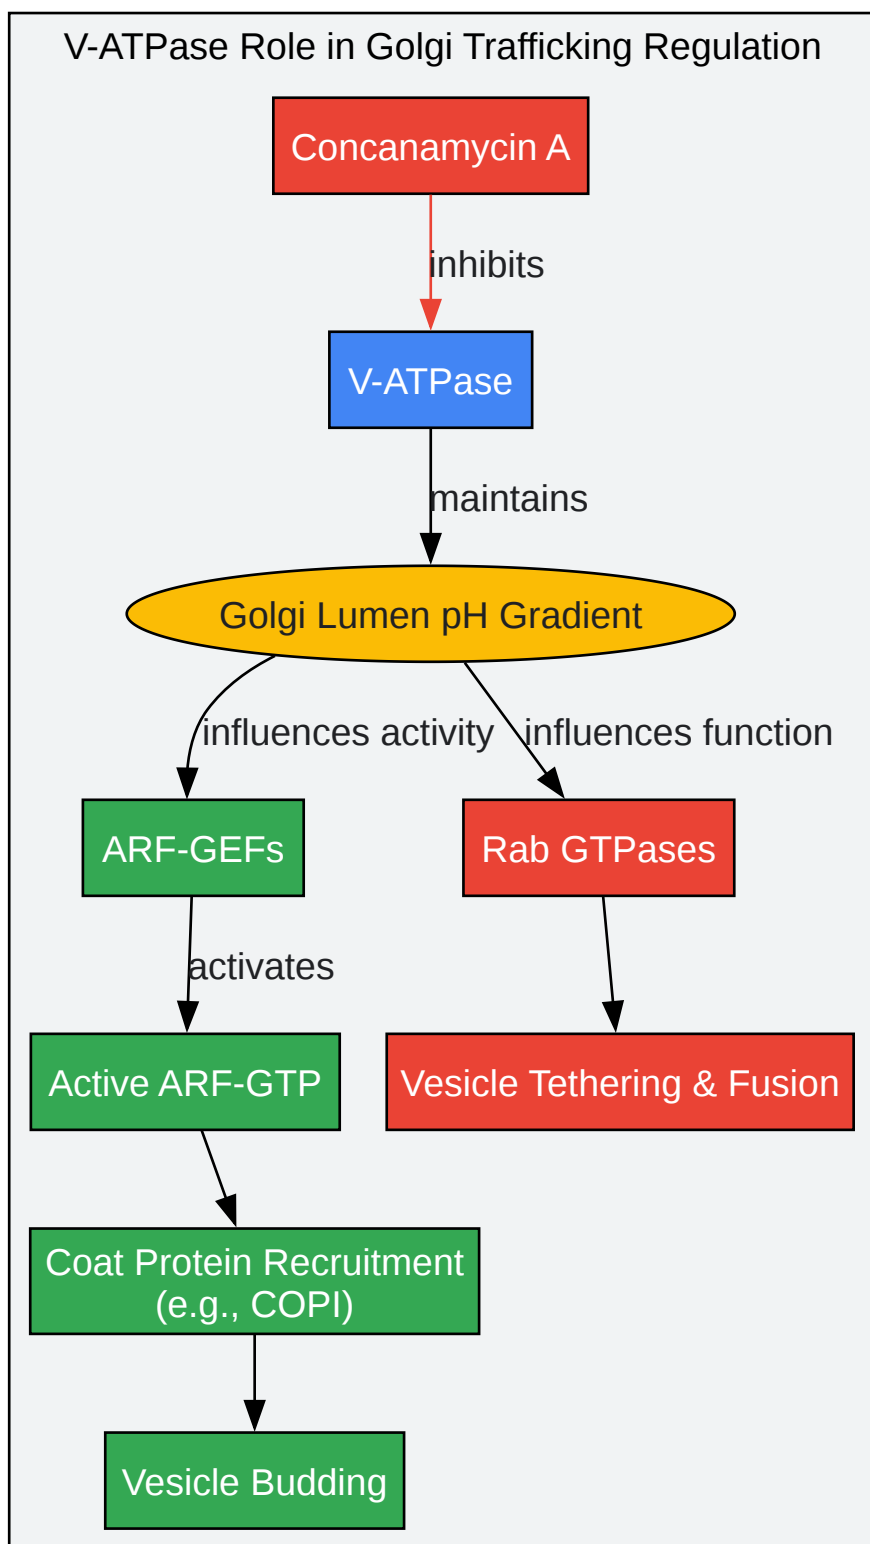 V-ATPase Role in Golgi Trafficking Regulation
Concanamycin A
inhibits
V-ATPase
maintains
Golgi Lumen pH Gradient
influences activity
influences function
ARF-GEFs
Rab GTPases
activates
Active ARF-GTP
Vesicle Tethering & Fusion
Coat Protein Recruitment
(e.g., COPI)
Vesicle Budding